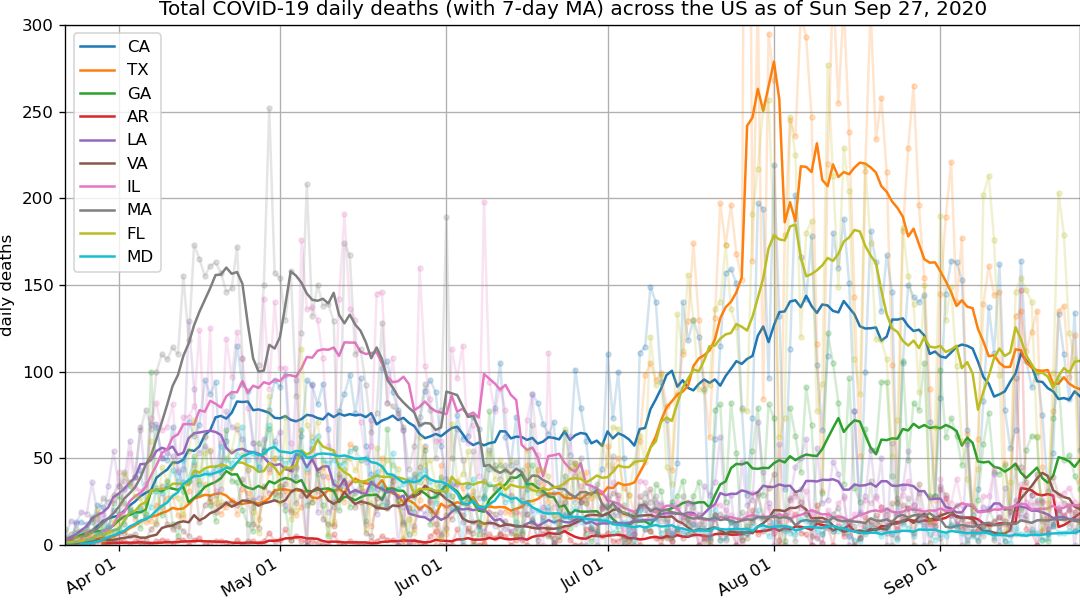 Total COVID-19 daily deaths (with 7-day MA) across the US as of Sun Sep 27, 2020
daily deaths
300
250
200
150
100
50
0
CA
TX
GA
AR
LA
VA
IL
MA
FL
MD
Apr 01
May 01
Jun 01
Jul 01
Aug 01
Sep 01